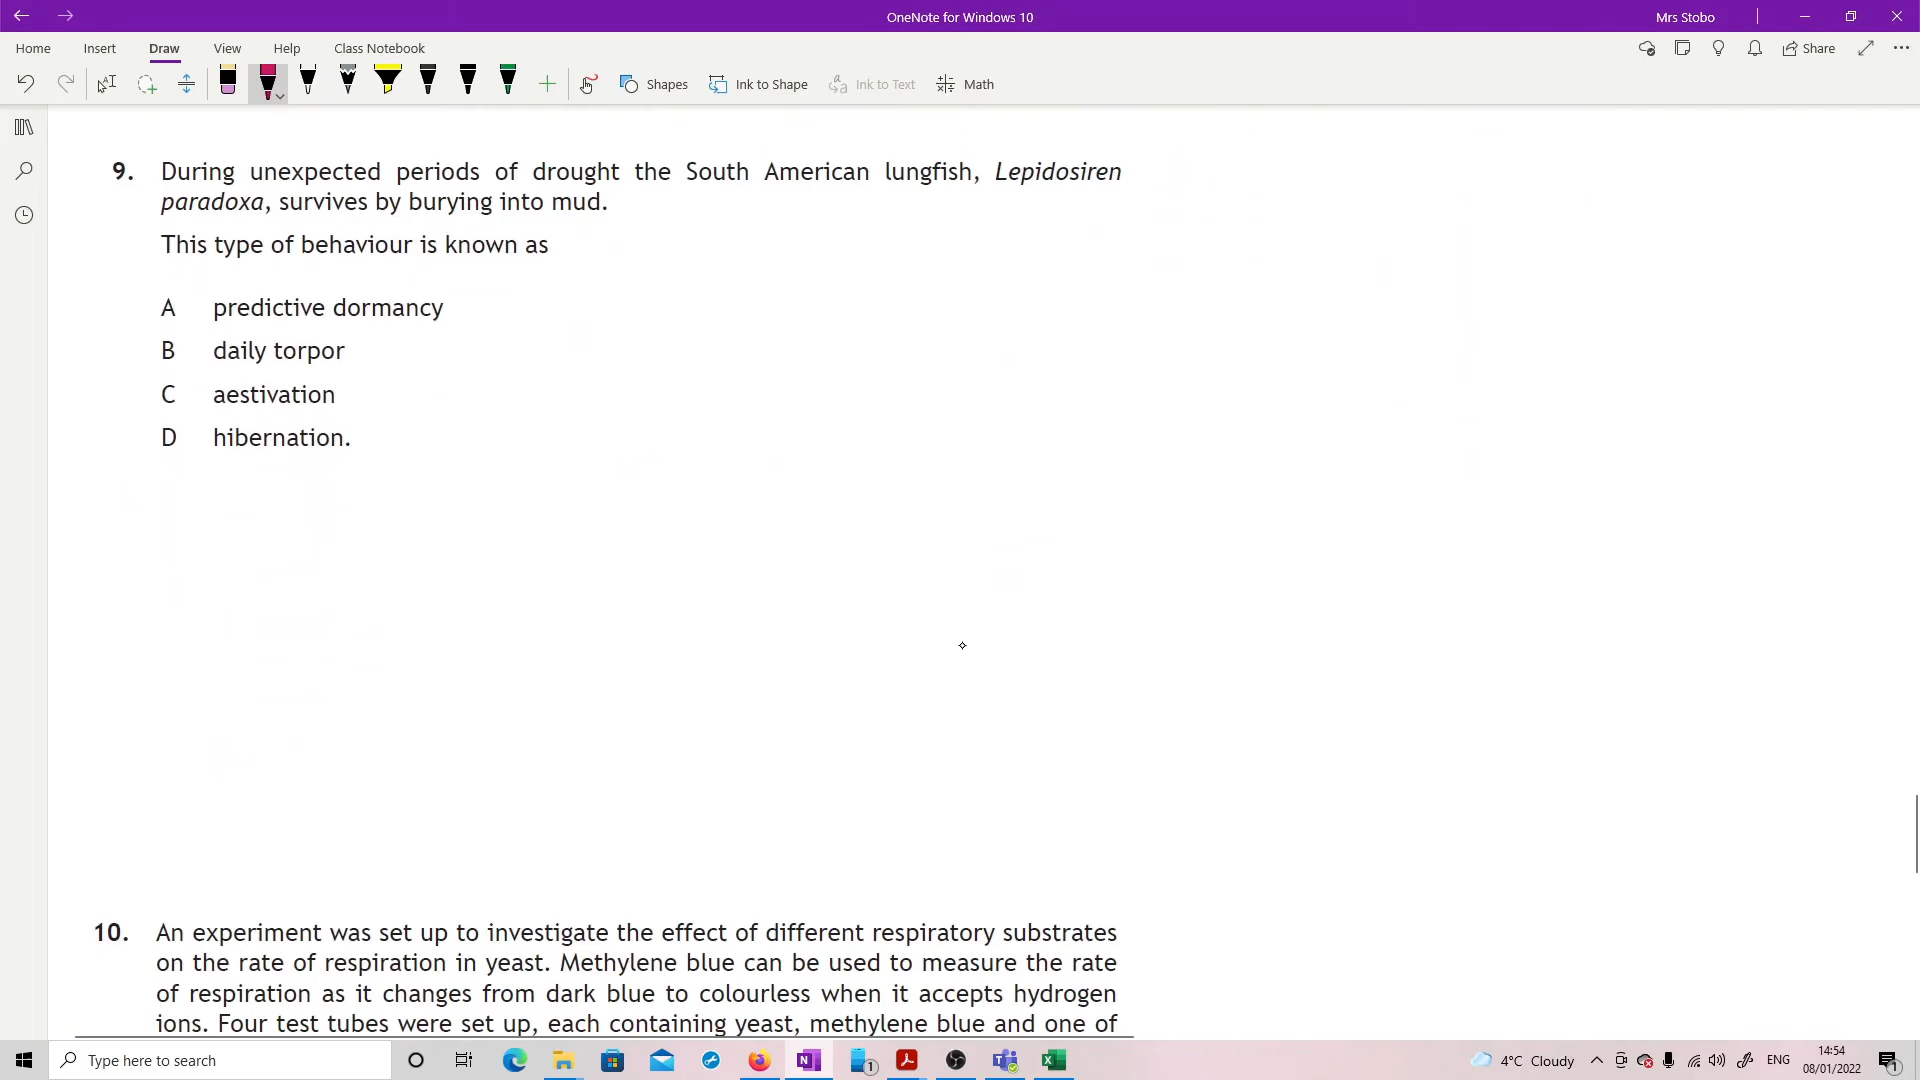 OneNote for Windows 10
Mrs Stobo
Home Insert Draw View Help Class Notebook
Share
Shapes Ink to Shape Ink to Text Math
9. During unexpected periods of drought the South American lungfish, Lepidosiren
paradoxa, survives by burying into mud.
This type of behaviour is known as
A predictive dormancy
B daily torpor
C aestivation
D hibernation.
10. An experiment was set up to investigate the effect of different respiratory substrates
on the rate of respiration in yeast. Methylene blue can be used to measure the rate
of respiration as it changes from dark blue to colourless when it accepts hydrogen
ions. Four test tubes were set up, each containing yeast, methylene blue and one of
Type here to search
4°C Cloudy
ENG
14:54
08/01/2022